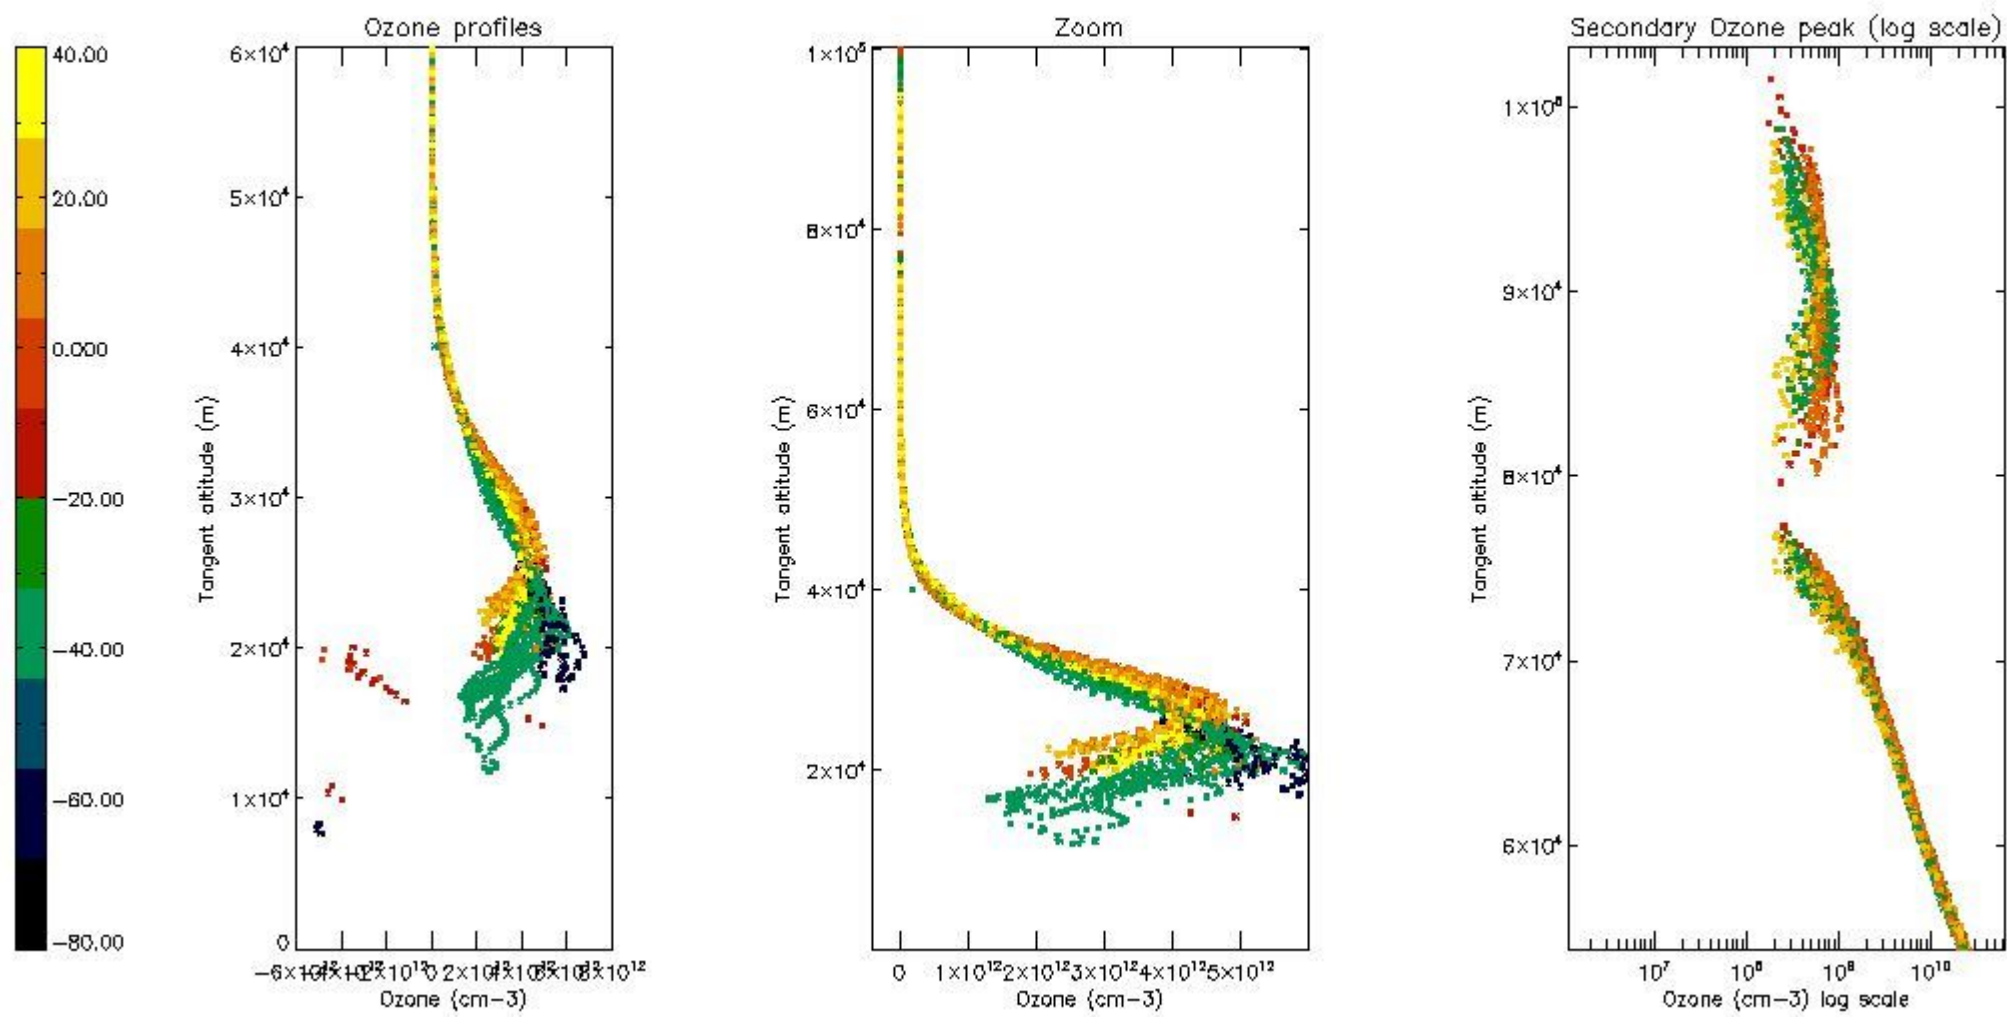 Ozone profiles
Zoom
Secondary Ozone peak (log scale)
40.00
20.00
0.000
−20.00
−40.00
−60.00
−80.00
6×10⁴
5×10⁴
4×10⁴
3×10⁴
2×10⁴
1×10⁴
0
Tangent altitude (m)
0
8×10¹²
Ozone (cm−3)
1×10⁵
8×10⁴
6×10⁴
4×10⁴
2×10⁴
Tangent altitude (m)
0 1×10¹² 2×10¹² 3×10¹² 4×10¹² 5×10¹²
Ozone (cm−3)
9×10⁴
8×10⁴
7×10⁴
6×10⁴
Tangent altitude (m)
10⁷ 10⁸ 10⁹ 10¹⁰
Ozone (cm−3) log scale